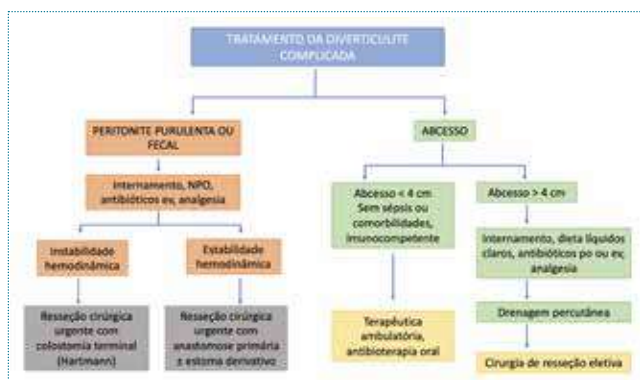 TRATAMENTO DA DIVERTICULITE
COMPLICADA
PERITONITE PURULENTA OU
FECAL
ABCESSO
Internamento, NPO,
antibióticos ev, analgesia
Abcesso < 4 cm
Sem sépsis ou
comorbilidades,
imunocompetente
Abcesso > 4 cm
Instabilidade
hemodinâmica
Estabilidade
hemodinâmica
Internamento, dieta líquidos
claros, antibióticos po ou ev,
analgesia
Resseção cirúrgica
urgente com
colostomia terminal
(Hartmann)
Resseção cirúrgica
urgente com
anastomose primária
± estoma derivativo
Terapêutica
ambulatória,
antibioterapia oral
Drenagem percutânea
Cirurgia de resseção eletiva